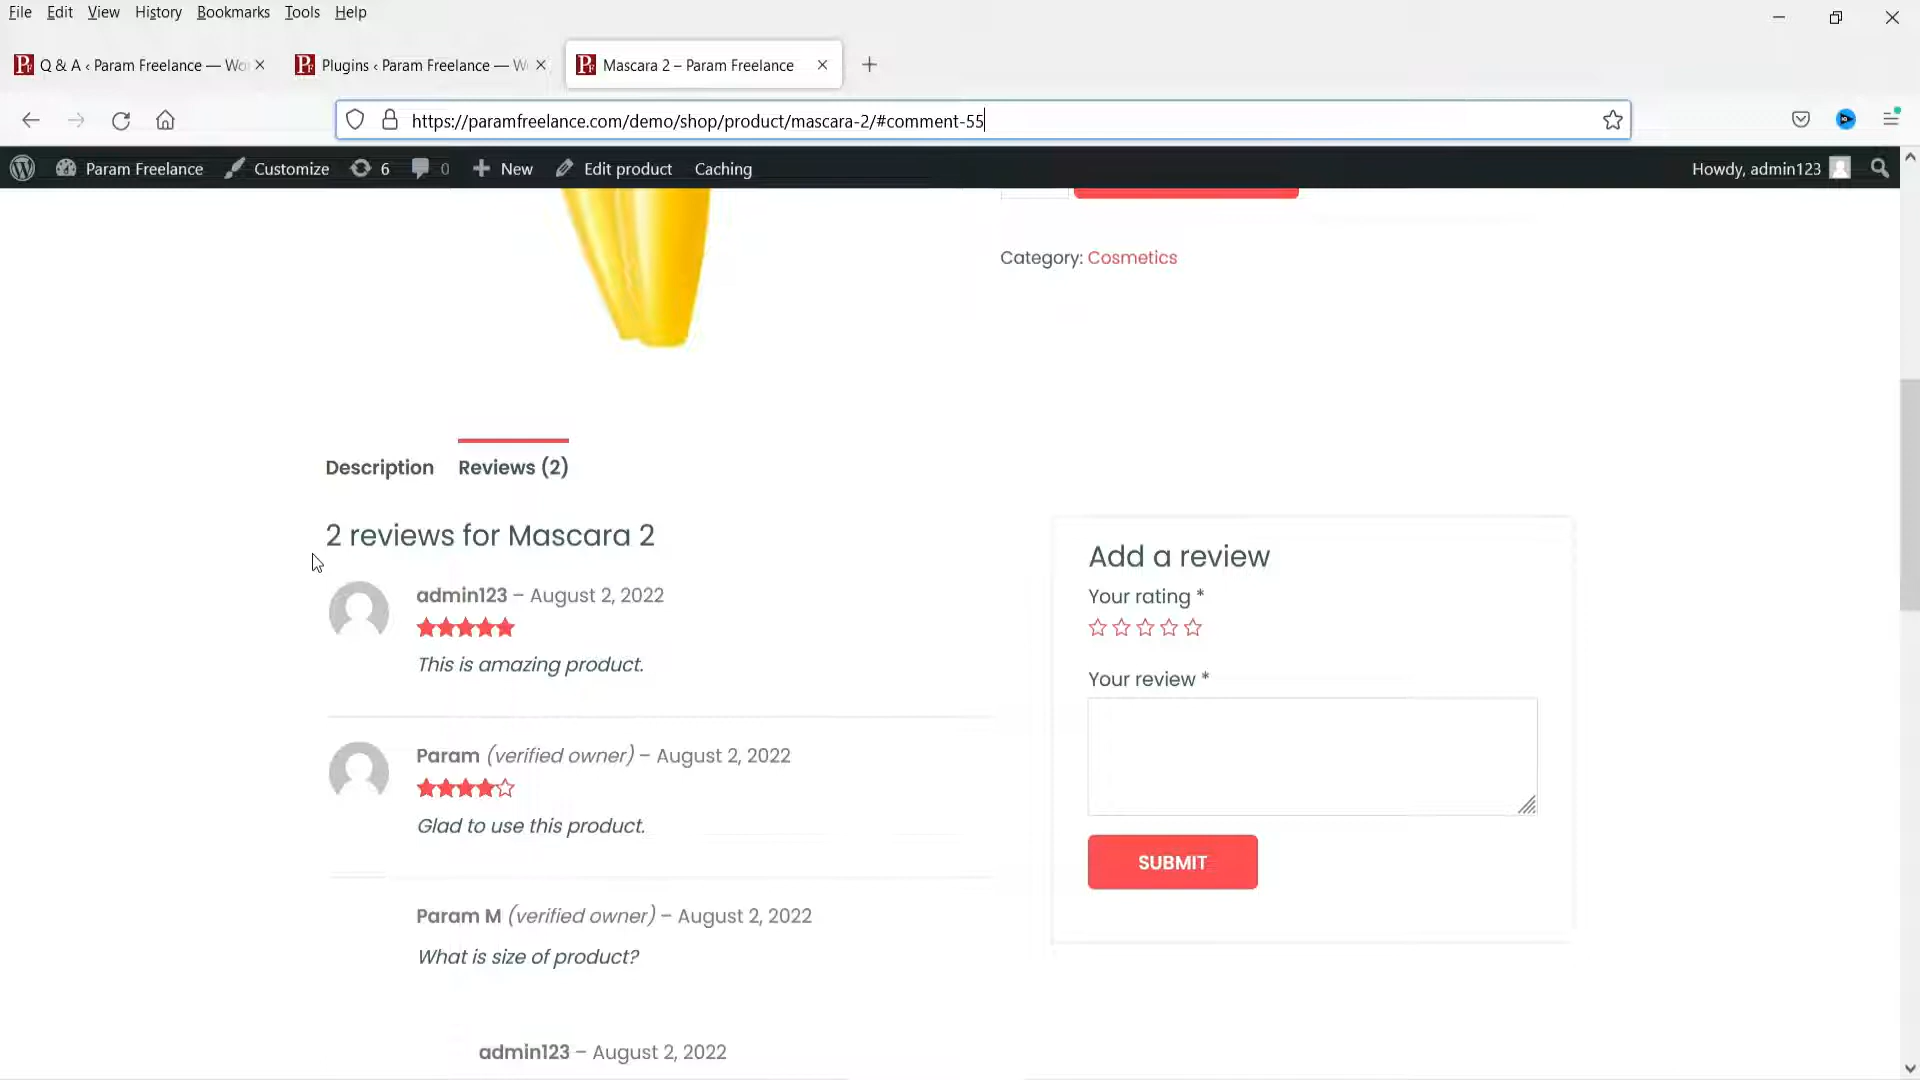 File Edit View History Bookmarks Tools Help
Q & A ‹ Param Freelance — Wo
Plugins ‹ Param Freelance — W
Mascara 2 – Param Freelance
https://paramfreelance.com/demo/shop/product/mascara-2/#comment-55
Param Freelance Customize 6 0 New Edit product Caching Howdy, admin123
Category: Cosmetics
Description Reviews (2)
2 reviews for Mascara 2
admin123 – August 2, 2022
This is amazing product.
Param (verified owner) – August 2, 2022
Glad to use this product.
Param M (verified owner) – August 2, 2022
What is size of product?
admin123 – August 2, 2022
Add a review
Your rating *
Your review *
SUBMIT